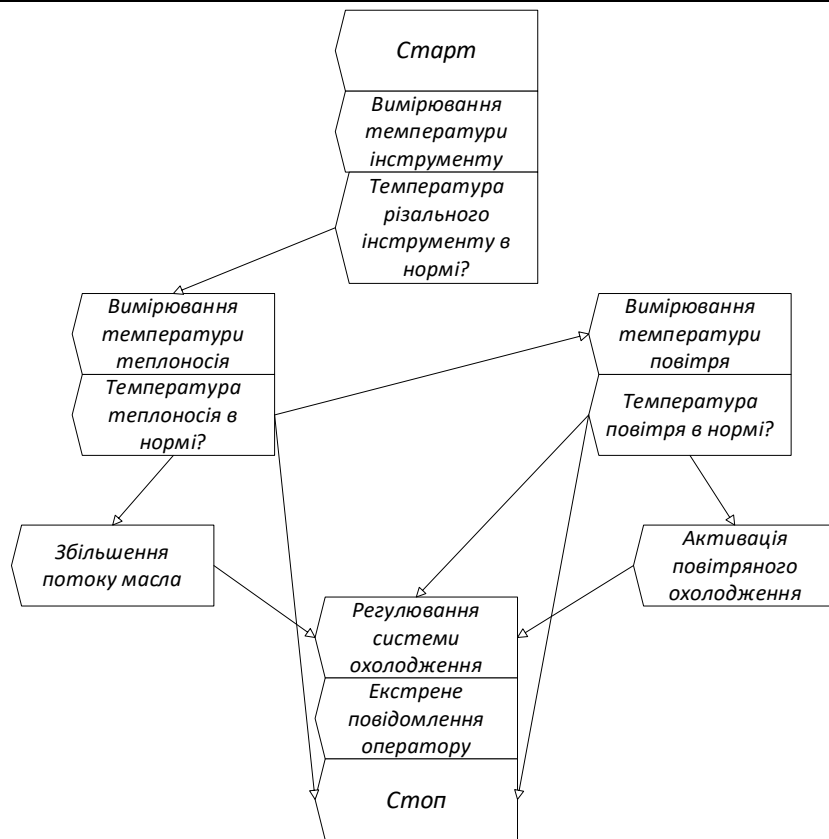 Старт
Вимірювання
температури
інструменту
Температура
різального
інструменту в
нормі?
Вимірювання
температури
теплоносія
Температура
теплоносія в
нормі?
Вимірювання
температури
повітря
Температура
повітря в нормі?
Збільшення
потоку масла
Активація
повітряного
охолодження
Регулювання
системи
охолодження
Екстрене
повідомлення
оператору
Стоп